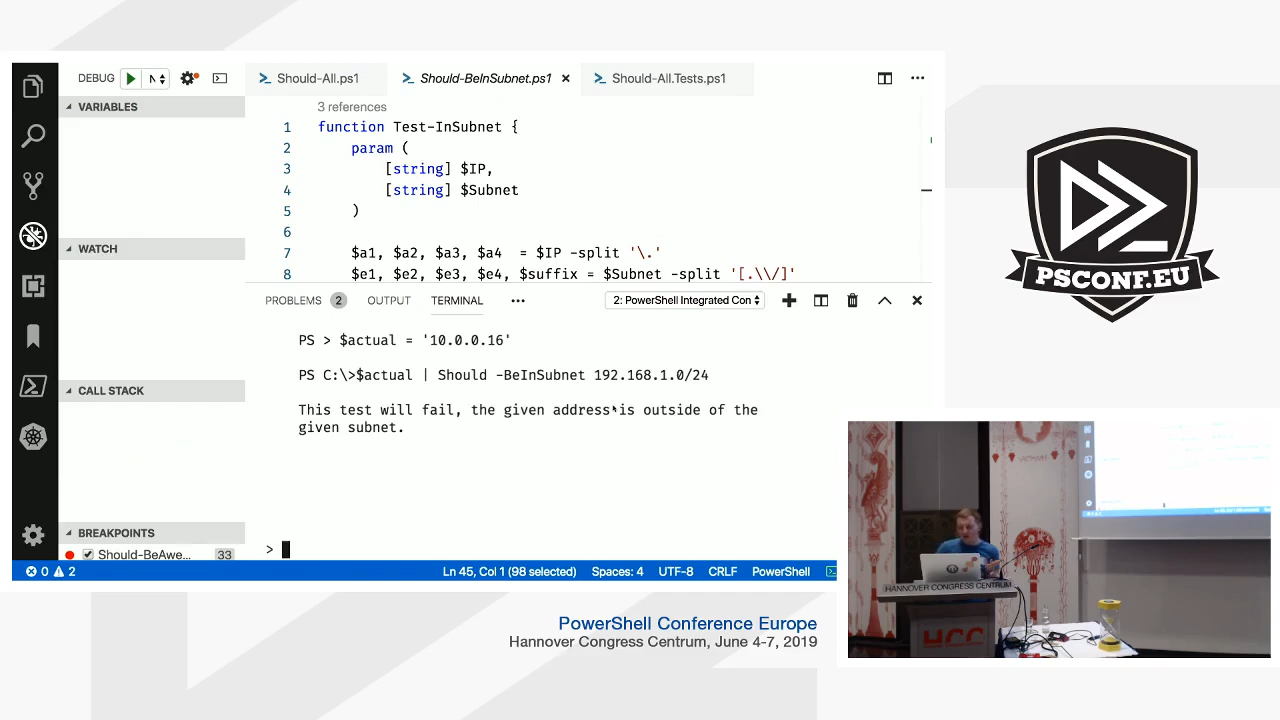 DEBUG
Should-All.ps1
Should-BeInSubnet.ps1
Should-All.Tests.ps1
VARIABLES
WATCH
CALL STACK
BREAKPOINTS
Should-BeAwe... 33
3 references
1 function Test-InSubnet {
2 param (
3 [string] $IP,
4 [string] $Subnet
5 )
6
7 $a1, $a2, $a3, $a4 = $IP -split '\.'
8 $e1, $e2, $e3, $e4, $suffix = $Subnet -split '[.\\/]'
PROBLEMS 2 OUTPUT TERMINAL ••• 2: PowerShell Integrated Con
PS > $actual = '10.0.0.16'
PS C:\>$actual | Should -BeInSubnet 192.168.1.0/24
This test will fail, the given address is outside of the
given subnet.
>
0 2 Ln 45, Col 1 (98 selected) Spaces: 4 UTF-8 CRLF PowerShell
PSCONF.EU
HANNOVER CONGRESS CENTRUM
HCC
PowerShell Conference Europe
Hannover Congress Centrum, June 4-7, 2019